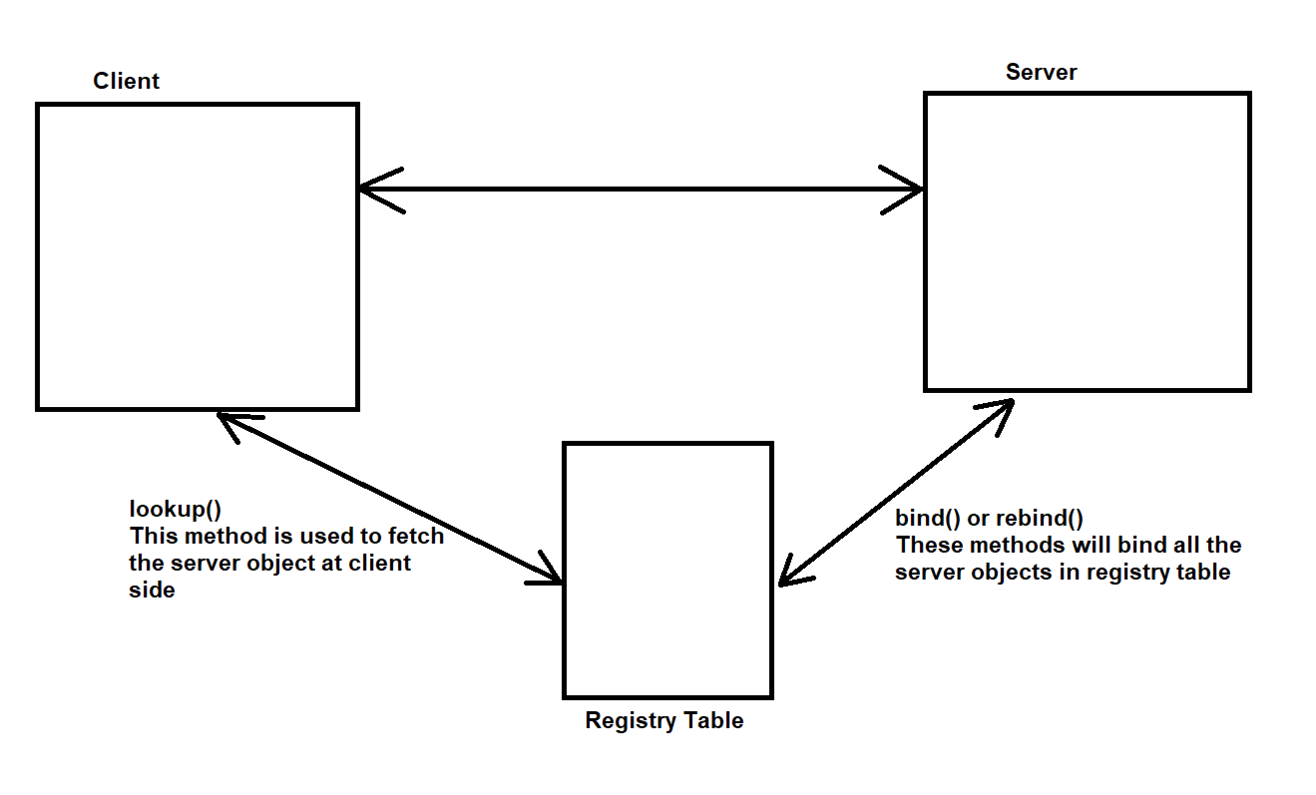 Client
Server
lookup()
This method is used to fetch
the server object at client
side
bind() or rebind()
These methods will bind all the
server objects in registry table
Registry Table